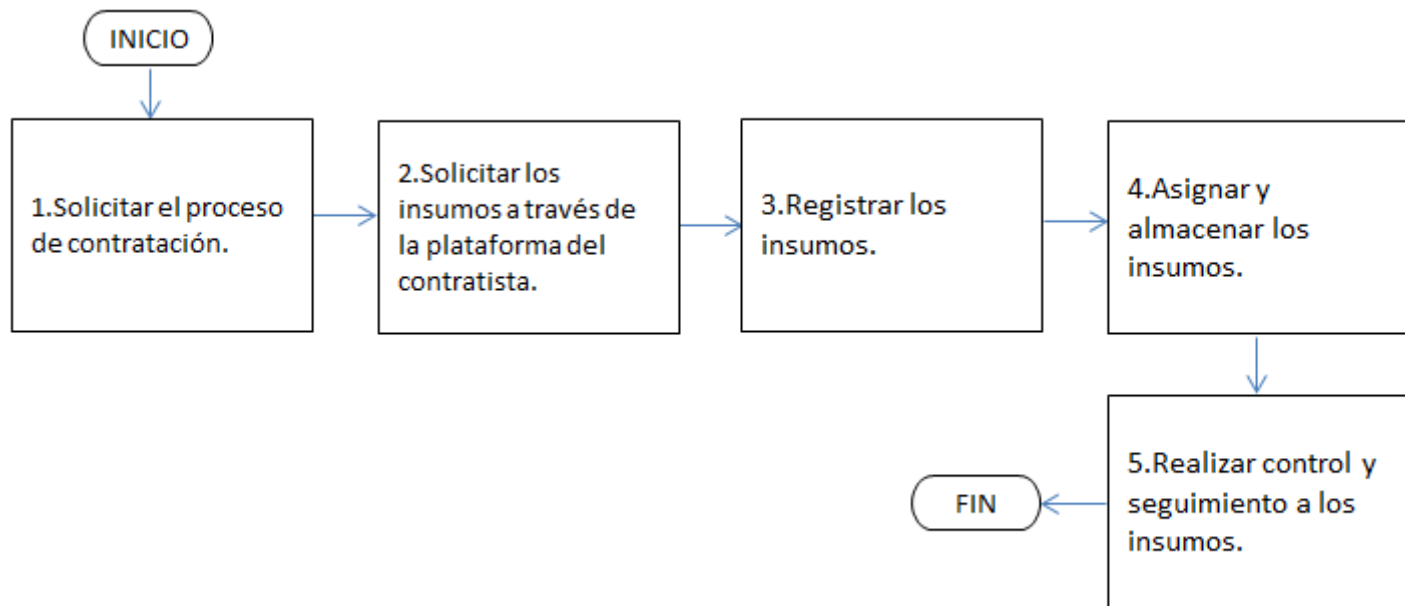 INICIO
1.Solicitar el proceso
de contratación.
2.Solicitar los
insumos a través de
la plataforma del
contratista.
3.Registrar los
insumos.
4.Asignar y
almacenar los
insumos.
5.Realizar control y
seguimiento a los
insumos.
FIN